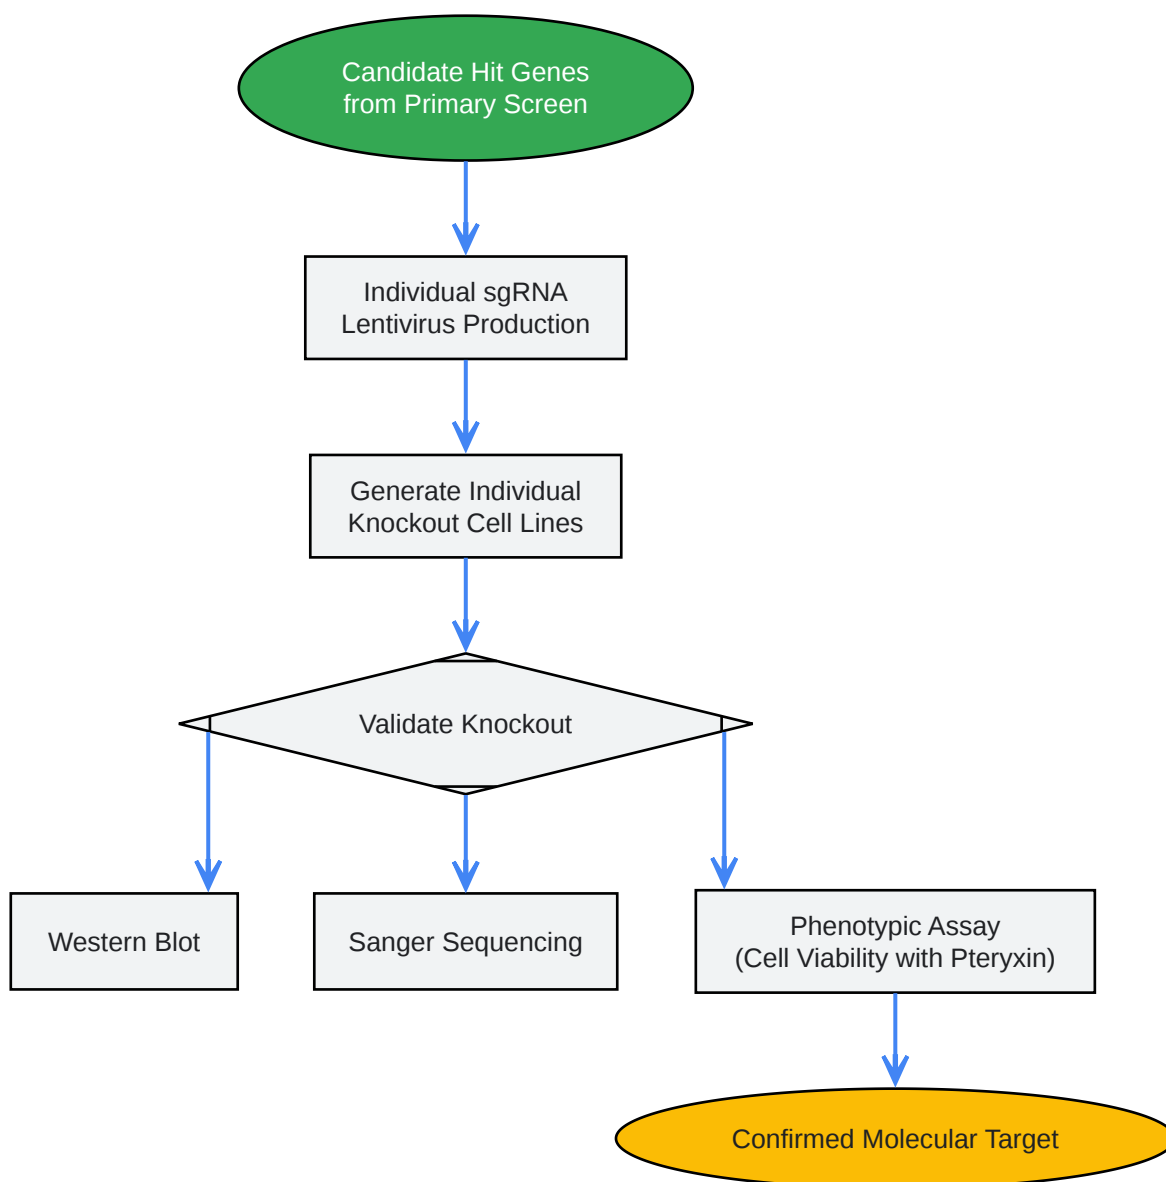 Candidate Hit Genes
from Primary Screen
Individual sgRNA
Lentivirus Production
Generate Individual
Knockout Cell Lines
Validate Knockout
Western Blot
Sanger Sequencing
Phenotypic Assay
(Cell Viability with Pteryxin)
Confirmed Molecular Target